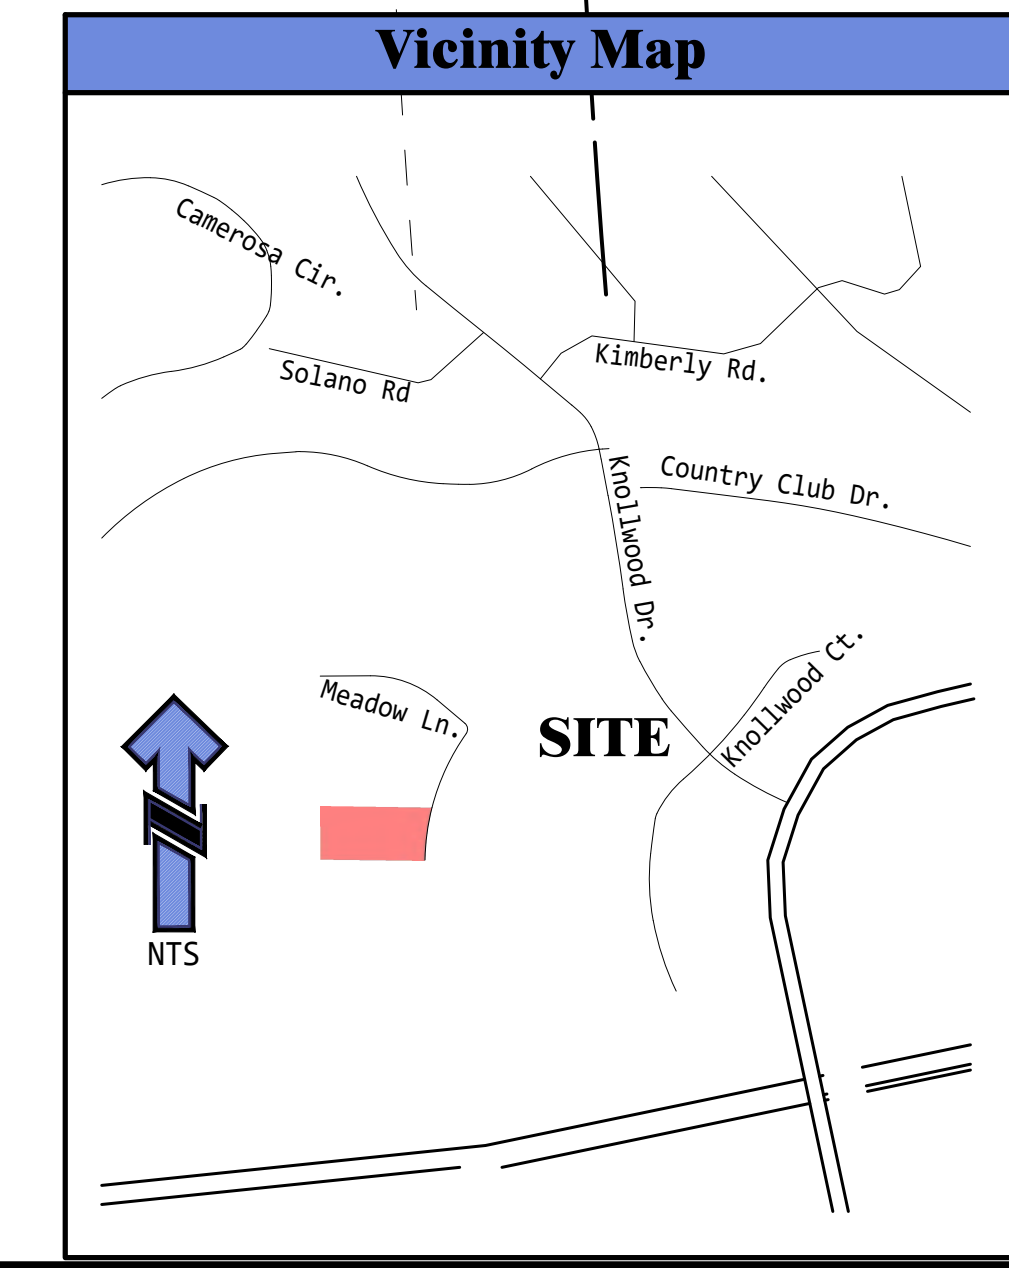 Vicinity Map
Camerosa Cir.
Solano Rd
Kimberly Rd.
Country Club Dr.
Knollwood Dr.
Knollwood Ct.
Meadow Ln.
SITE
N
NTS